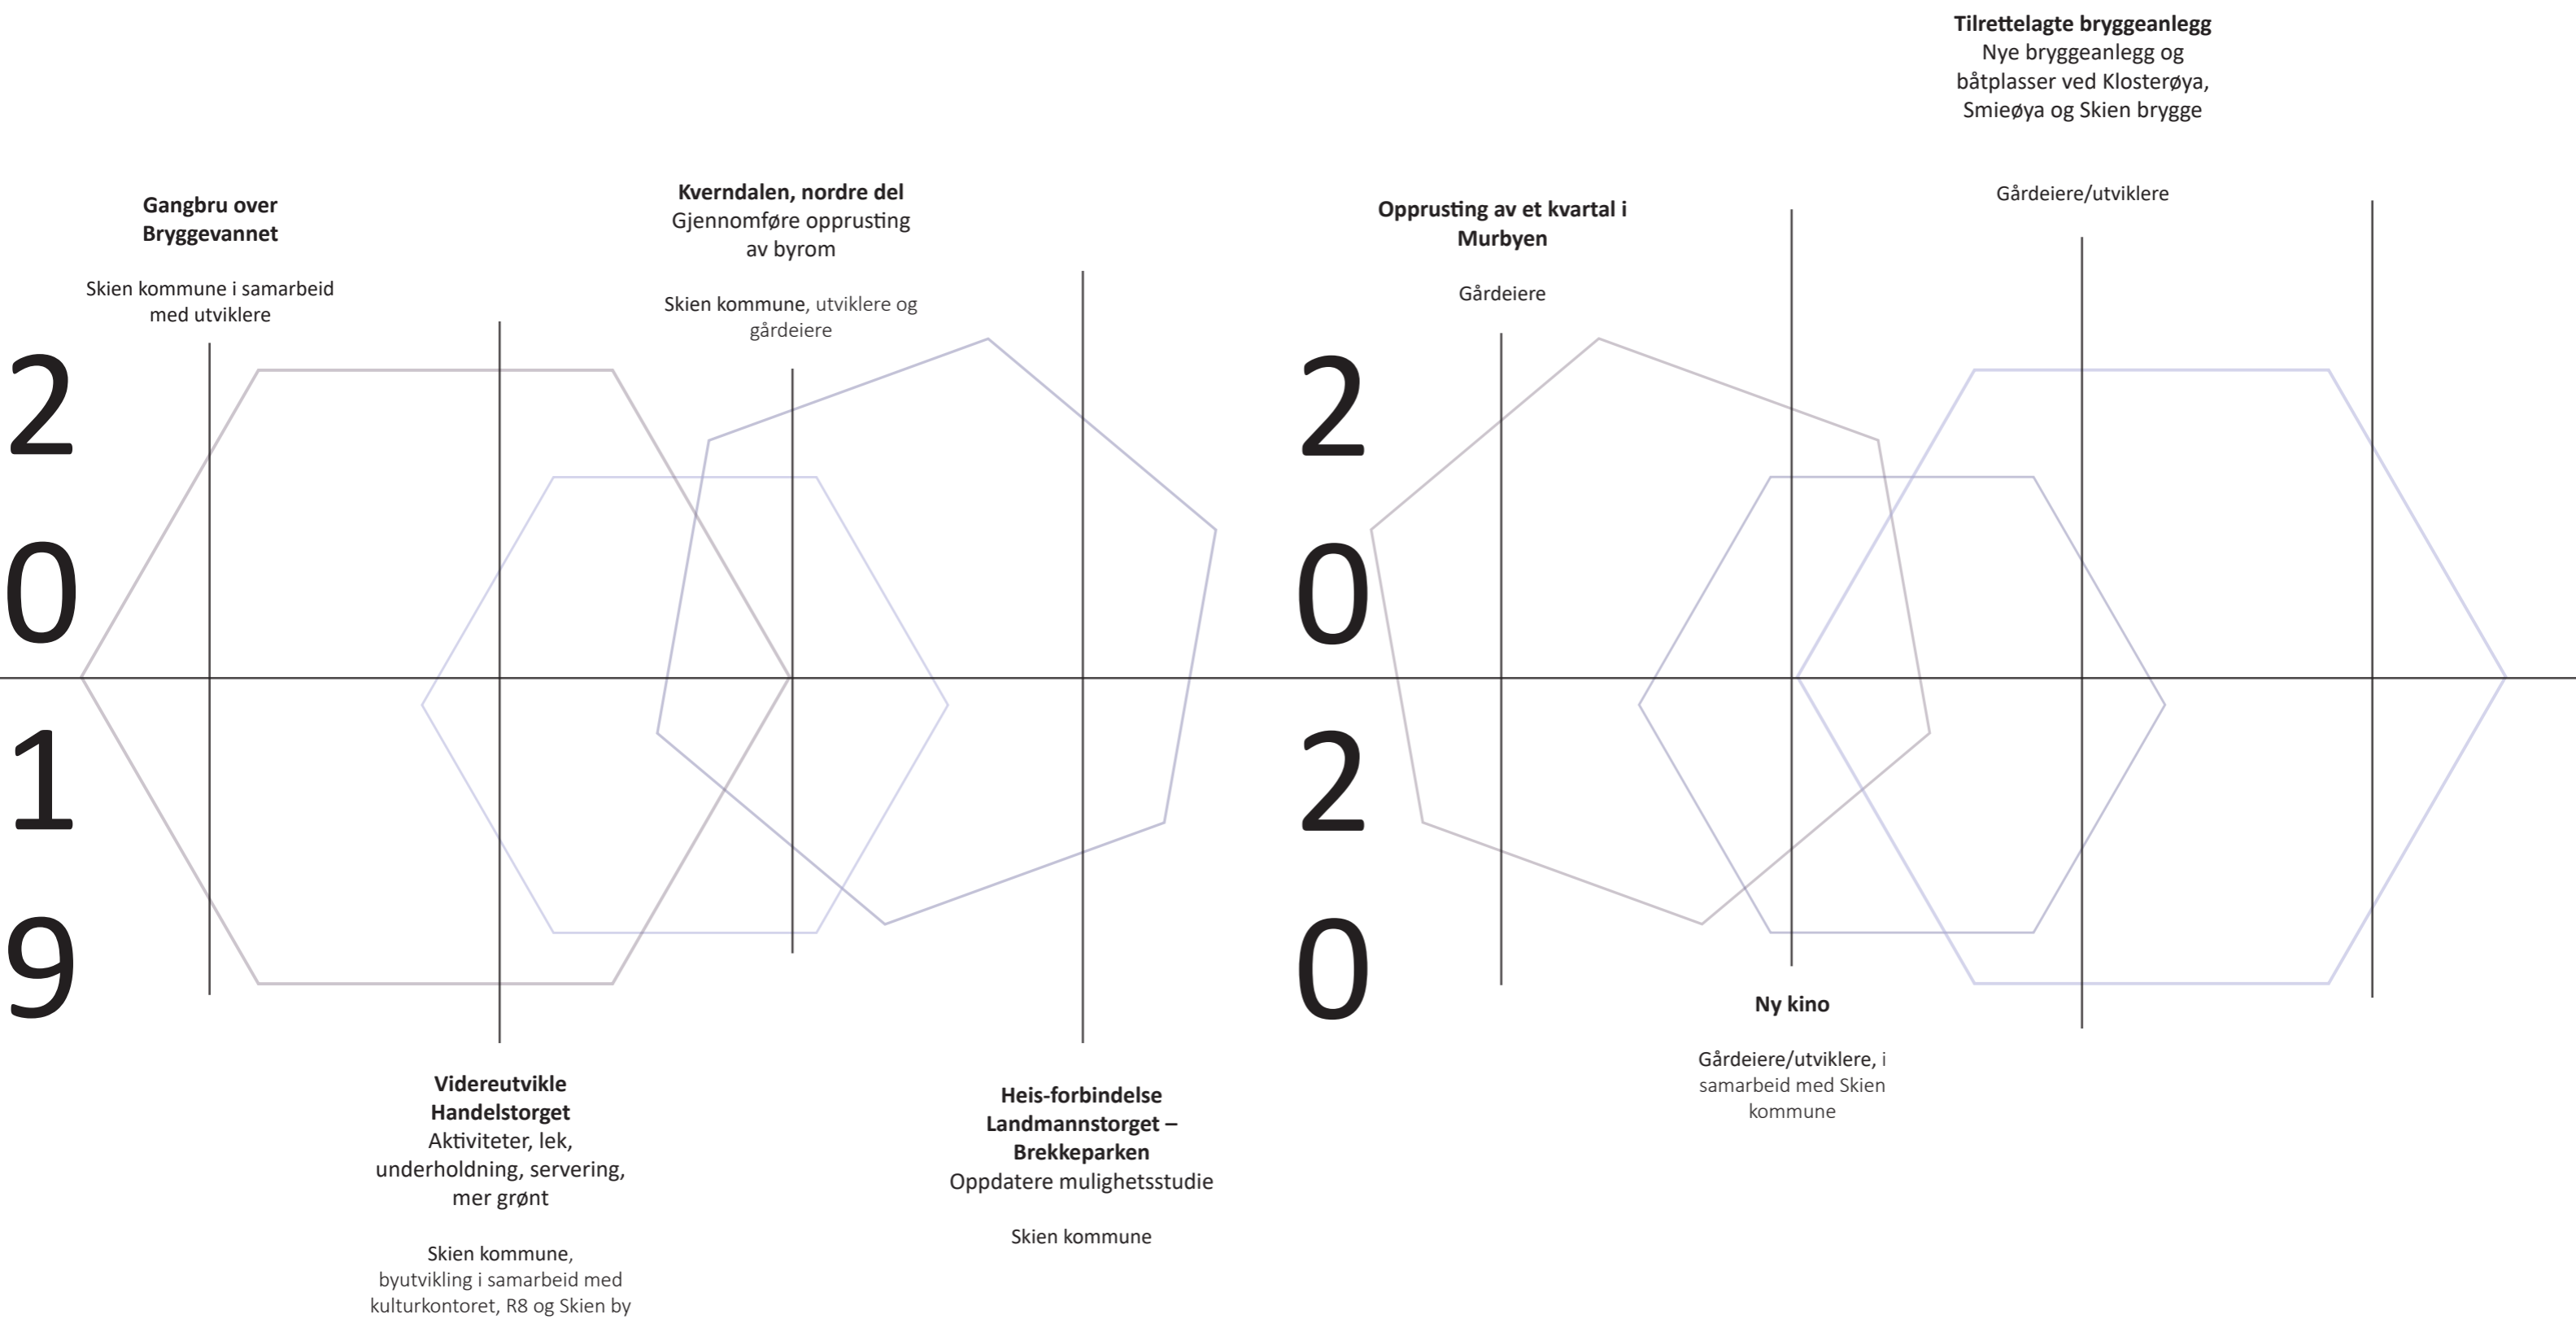 2
0
1
9
Gangbru over
Bryggevannet
Skien kommune i samarbeid
med utviklere
Videreutvikle
Handelstorget
Aktiviteter, lek,
underholdning, servering,
mer grønt
Skien kommune,
byutvikling i samarbeid med
kulturkontoret, R8 og Skien by
Kverndalen, nordre del
Gjennomføre opprusting
av byrom
Skien kommune, utviklere og
gårdeiere
Heis-forbindelse
Landmannstorget –
Brekkeparken
Oppdatere mulighetsstudie
Skien kommune
2
0
2
0
Opprusting av et kvartal i
Murbyen
Gårdeiere
Ny kino
Gårdeiere/utviklere, i
samarbeid med Skien
kommune
Tilrettelagte bryggeanlegg
Nye bryggeanlegg og
båtplasser ved Klosterøya,
Smieøya og Skien brygge
Gårdeiere/utviklere